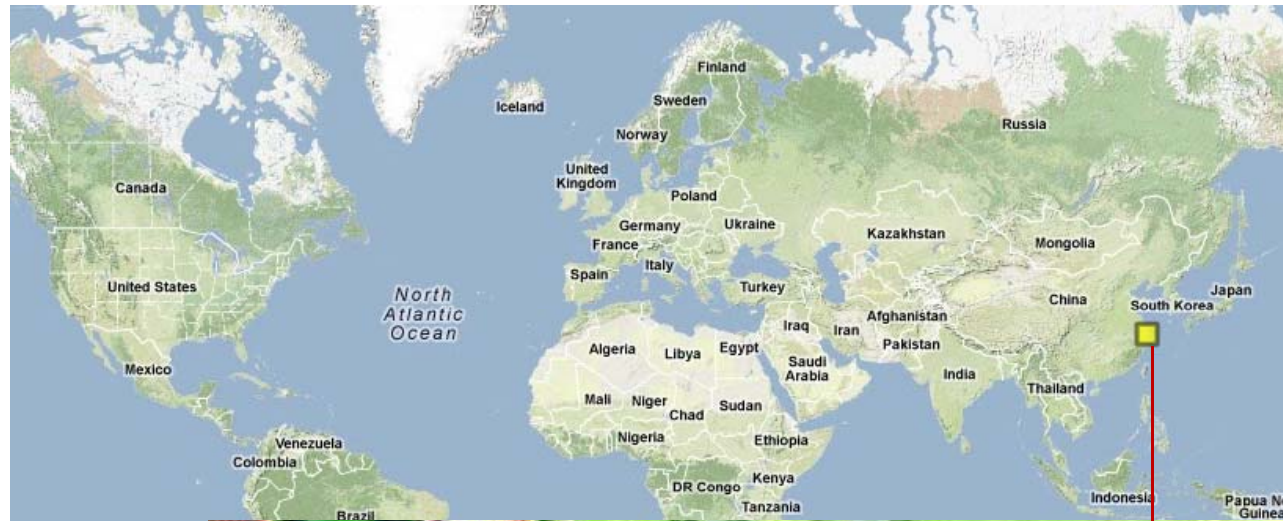 Finland
Iceland
Sweden
Russia
Norway
United
Kingdom
Canada
Poland
Germany
Ukraine
Kazakhstan
France
Mongolia
Italy
Spain
United States
Turkey
China
Japan
North
Atlantic
Ocean
South Korea
Afghanistan
Iraq
Iran
Algeria
Libya
Egypt
Pakistan
Saudi
Arabia
Mexico
India
Thailand
Mali
Niger
Chad
Sudan
Nigeria
Ethiopia
Venezuela
Colombia
Kenya
DR Congo
Tanzania
Indonesia
Papua N
Guinea
Brazil